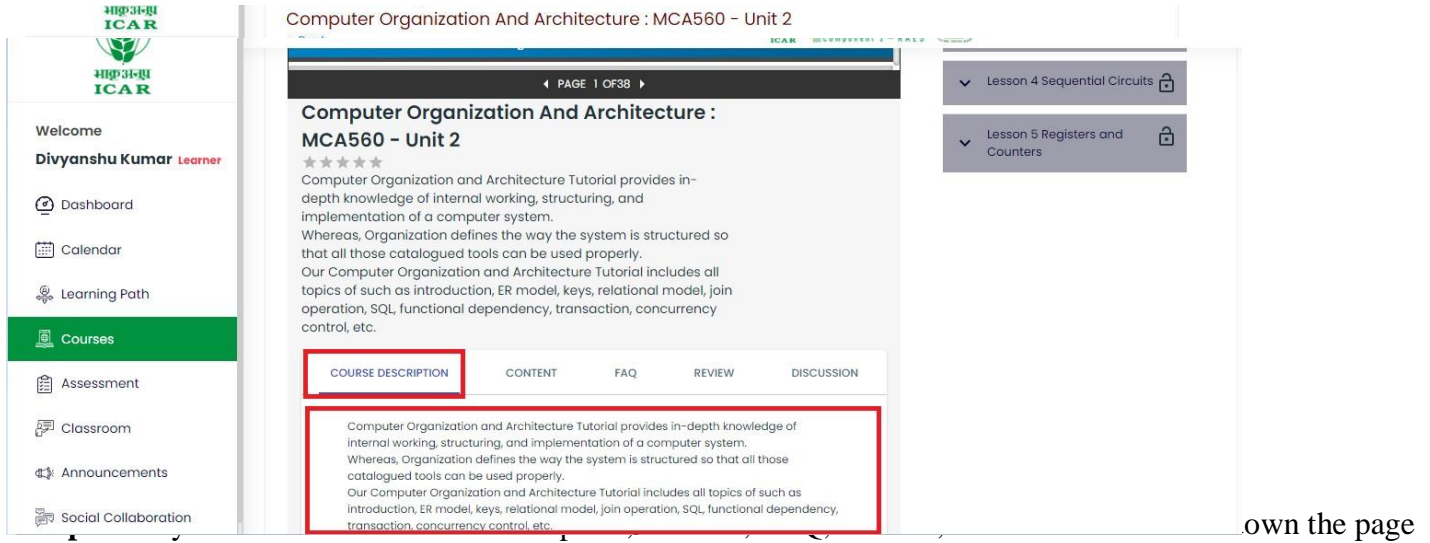 भाकृअनुप
ICAR
Computer Organization And Architecture : MCA560 - Unit 2
भाकृअनुप
ICAR
Welcome
Divyanshu Kumar Learner
Dashboard
Calendar
Learning Path
Courses
Assessment
Classroom
Announcements
Social Collaboration
ICAR
PAGE 1 OF38
Computer Organization And Architecture :
MCA560 - Unit 2
Computer Organization and Architecture Tutorial provides in-
depth knowledge of internal working, structuring, and
implementation of a computer system.
Whereas, Organization defines the way the system is structured so
that all those catalogued tools can be used properly.
Our Computer Organization and Architecture Tutorial includes all
topics of such as introduction, ER model, keys, relational model, join
operation, SQL, functional dependency, transaction, concurrency
control, etc.
COURSE DESCRIPTION CONTENT FAQ REVIEW DISCUSSION
Computer Organization and Architecture Tutorial provides in-depth knowledge of
internal working, structuring, and implementation of a computer system.
Whereas, Organization defines the way the system is structured so that all those
catalogued tools can be used properly.
Our Computer Organization and Architecture Tutorial includes all topics of such as
introduction, ER model, keys, relational model, join operation, SQL, functional dependency,
transaction, concurrency control, etc.
Lesson 4 Sequential Circuits
Lesson 5 Registers and
Counters
own the page